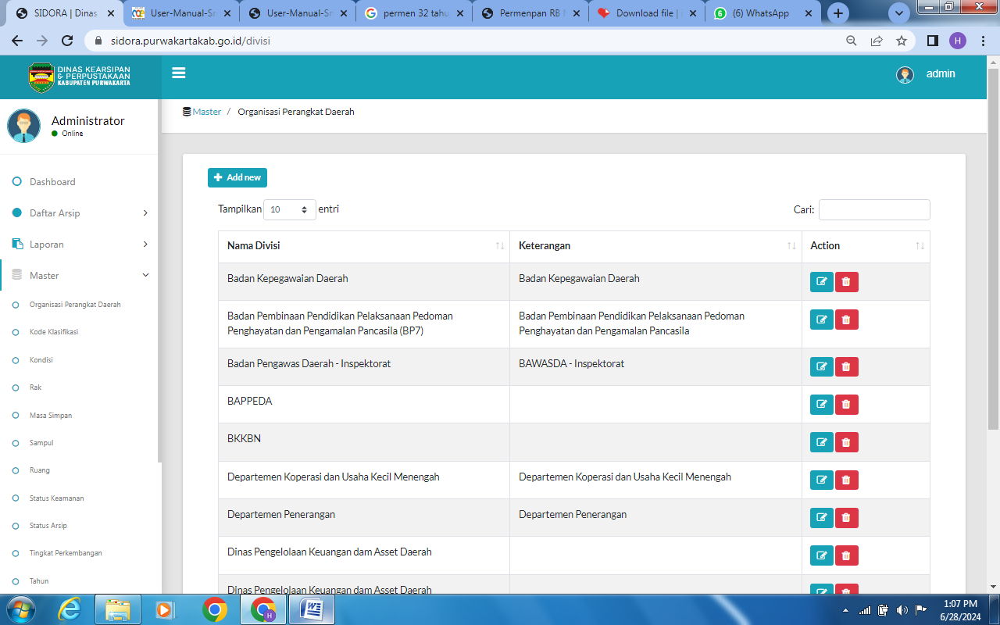 SIDORA | Dinas
User-Manual-Sr
User-Manual-Sr
permen 32 tahu
Permenpan RB
Download file |
(6) WhatsApp
sidora.purwakartakab.go.id/divisi
H
DINAS KEARSIPAN
& PERPUSTAKAAN
KABUPATEN PURWAKARTA
admin
Administrator
Online
Master / Organisasi Perangkat Daerah
Dashboard
Daftar Arsip
Laporan
Master
Organisasi Perangkat Daerah
Kode Klasifikasi
Kondisi
Rak
Masa Simpan
Sampul
Ruang
Status Keamanan
Status Arsip
Tingkat Perkembangan
Tahun
Add new
Tampilkan 10 entri
Cari:
Nama Divisi Keterangan Action
Badan Kepegawaian Daerah Badan Kepegawaian Daerah
Badan Pembinaan Pendidikan Pelaksanaan Pedoman Badan Pembinaan Pendidikan Pelaksanaan Pedoman
Penghayatan dan Pengamalan Pancasila (BP7) Penghayatan dan Pengamalan Pancasila
Badan Pengawas Daerah - Inspektorat BAWASDA - Inspektorat
BAPPEDA
BKKBN
Departemen Koperasi dan Usaha Kecil Menengah Departemen Koperasi dan Usaha Kecil Menengah
Departemen Penerangan Departemen Penerangan
Dinas Pengelolaan Keuangan dam Asset Daerah
Dinas Pengelolaan Keuangan dam Asset Daerah
1:07 PM
6/28/2024